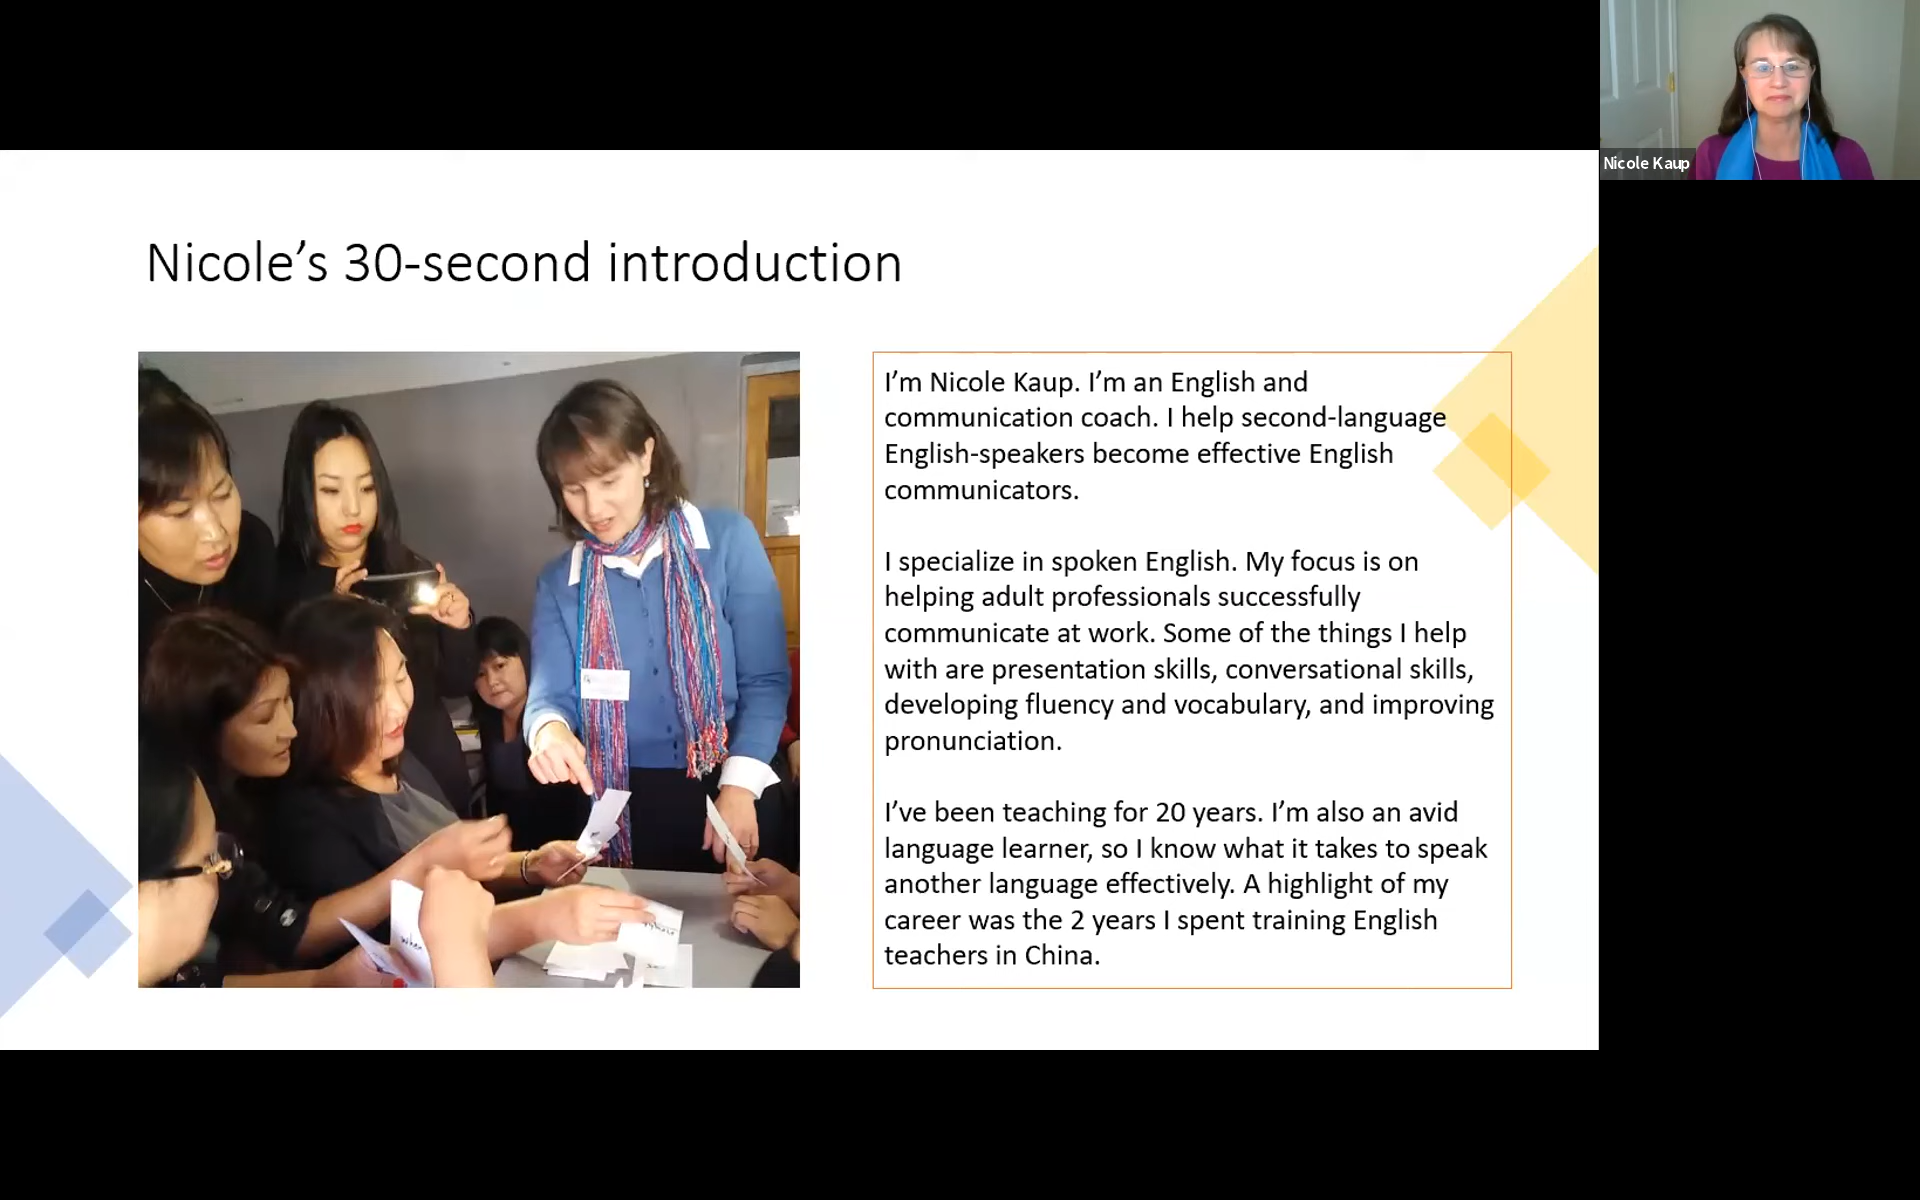 Nicole Kaup
Nicole’s 30-second introduction
I’m Nicole Kaup. I’m an English and
communication coach. I help second-language
English-speakers become effective English
communicators.
I specialize in spoken English. My focus is on
helping adult professionals successfully
communicate at work. Some of the things I help
with are presentation skills, conversational skills,
developing fluency and vocabulary, and improving
pronunciation.
I’ve been teaching for 20 years. I’m also an avid
language learner, so I know what it takes to speak
another language effectively. A highlight of my
career was the 2 years I spent training English
teachers in China.